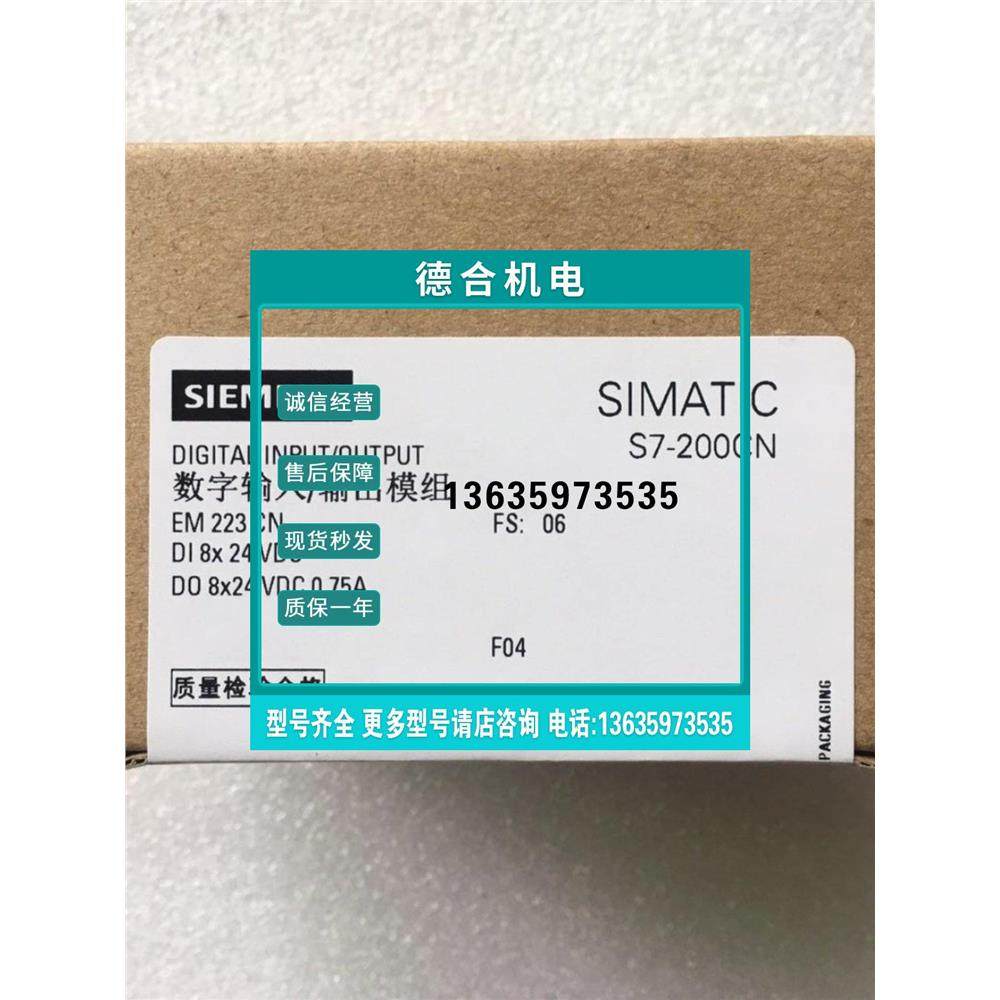 德合机电
SIEM
SIMATIC
诚信经营
S7-200CN
DIGITAL INPUT/OUTPUT
售后保障
数字输入/输出模组
13635973535
EM 223 CN
FS: 06
现货秒发
DI 8x 24VDC
DO 8x24VDC 0.75A
质保一年
F04
质量检验合格
PACKAGING
型号齐全 更多型号请店咨询 电话:13635973535